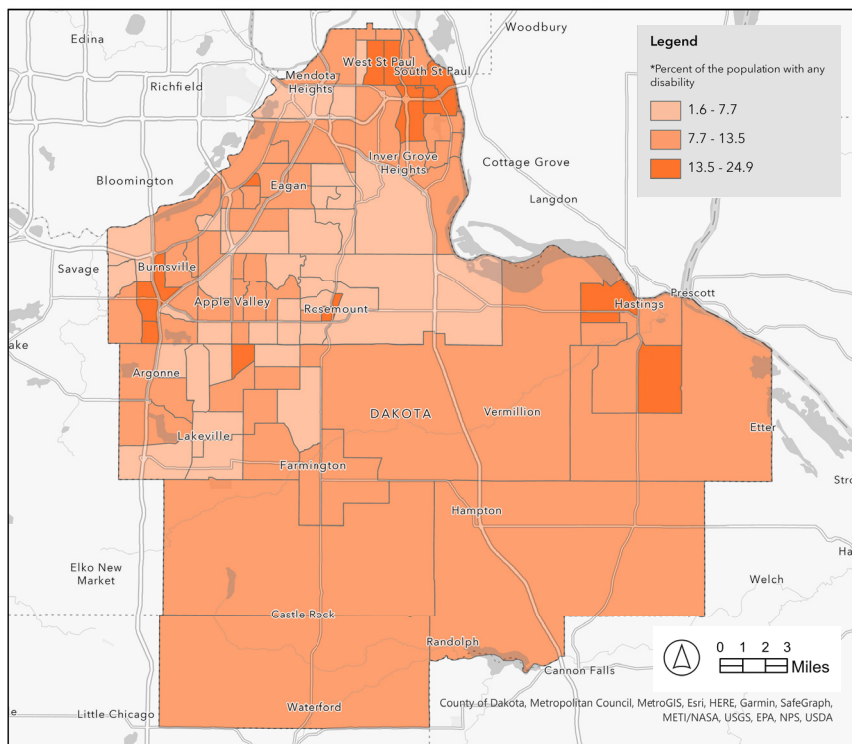 Edina
Woodbury
Richfield
West St Paul
South St Paul
Mendota
Heights
Legend
*Percent of the population with any
disability
1.6 - 7.7
7.7 - 13.5
13.5 - 24.9
Inver Grove
Heights
Cottage Grove
Bloomington
Eagan
Langdon
Savage
Burnsville
Apple Valley
Rosemount
Hastings
Prescott
ake
Argonne
DAKOTA
Vermillion
Etter
Lakeville
Farmington
Stro
Hampton
Ha
Elko New
Market
Welch
Castle Rock
Randolph
Cannon Falls
0 1 2 3
Miles
Waterford
e
Little Chicago
County of Dakota, Metropolitan Council, MetroGIS, Esri, HERE, Garmin, SafeGraph,
METI/NASA, USGS, EPA, NPS, USDA